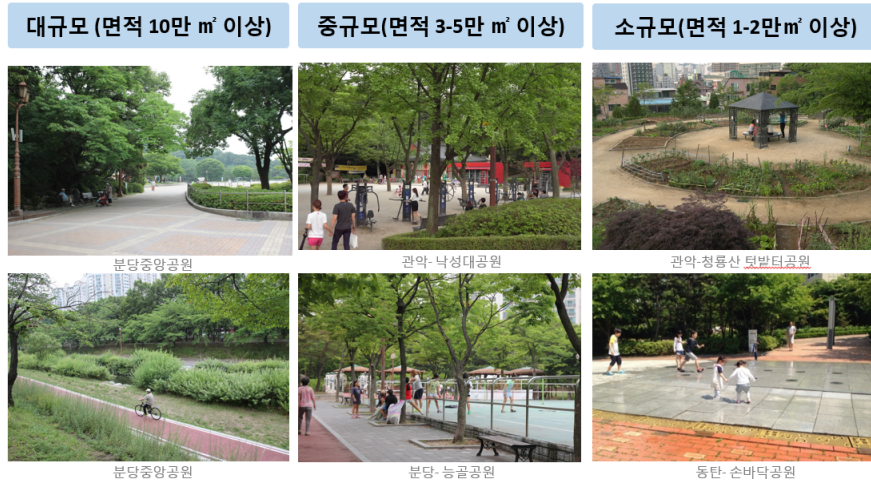 대규모 (면적 10만 ㎡ 이상)
중규모(면적 3-5만 ㎡ 이상)
소규모(면적 1-2만㎡ 이상)
분당중앙공원
관악- 낙성대공원
관악-청룡산 텃밭터공원
분당중앙공원
분당- 능골공원
동탄- 손바닥공원